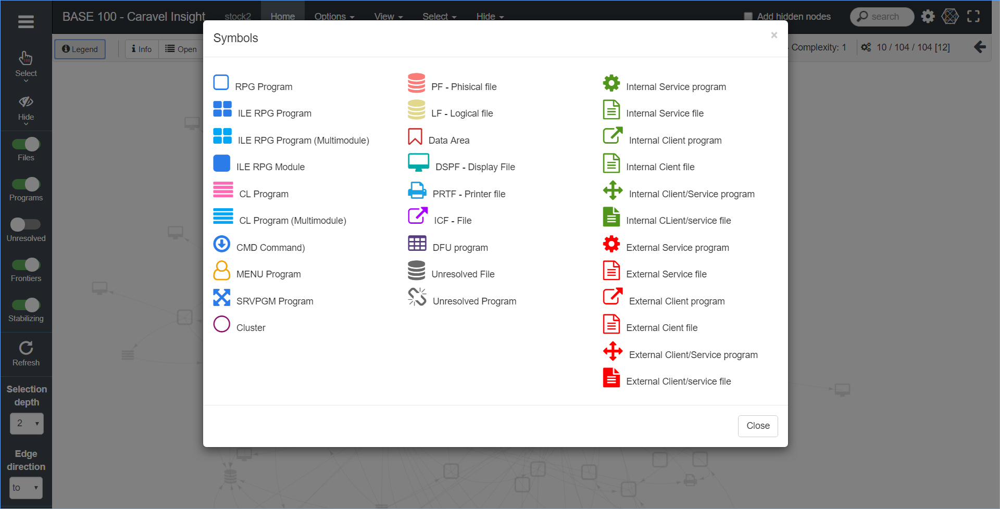 BASE 100 - Caravel Insight
stock2
Home
Options
View
Select
Hide
Add hidden nodes
search
Legend
Info
Open
Complexity: 1
10 / 104 / 104 [12]
Select
Hide
Files
Programs
Unresolved
Frontiers
Stabilizing
Refresh
Selection
depth
2
Edge
direction
to
Symbols
×
RPG Program
ILE RPG Program
ILE RPG Program (Multimodule)
ILE RPG Module
CL Program
CL Program (Multimodule)
CMD Command)
MENU Program
SRVPGM Program
Cluster
PF - Phisical file
LF - Logical file
Data Area
DSPF - Display File
PRTF - Printer file
ICF - File
DFU program
Unresolved File
Unresolved Program
Internal Service program
Internal Service file
Internal Client program
Internal Cient file
Internal Client/Service program
Internal CLient/service file
External Service program
External Service file
External Client program
External Cient file
External Client/Service program
External Client/service file
Close